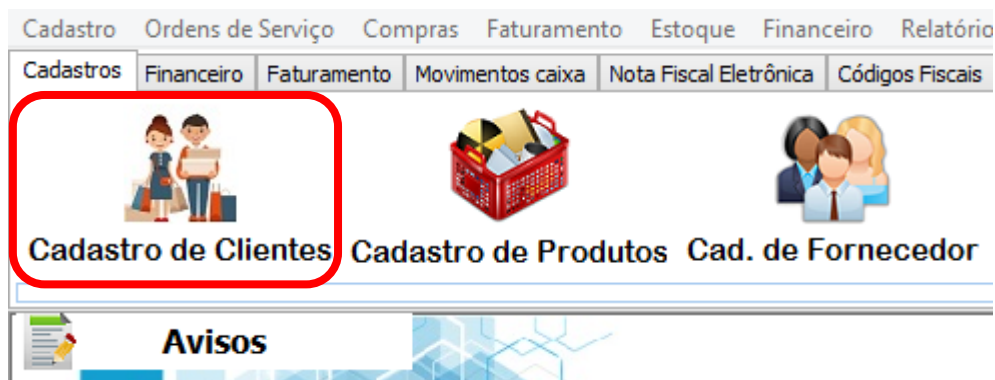 Cadastro Ordens de Serviço Compras Faturamento Estoque Financeiro Relatório
Cadastros Financeiro Faturamento Movimentos caixa Nota Fiscal Eletrônica Códigos Fiscais
Cadastro de Clientes Cadastro de Produtos Cad. de Fornecedor
Avisos